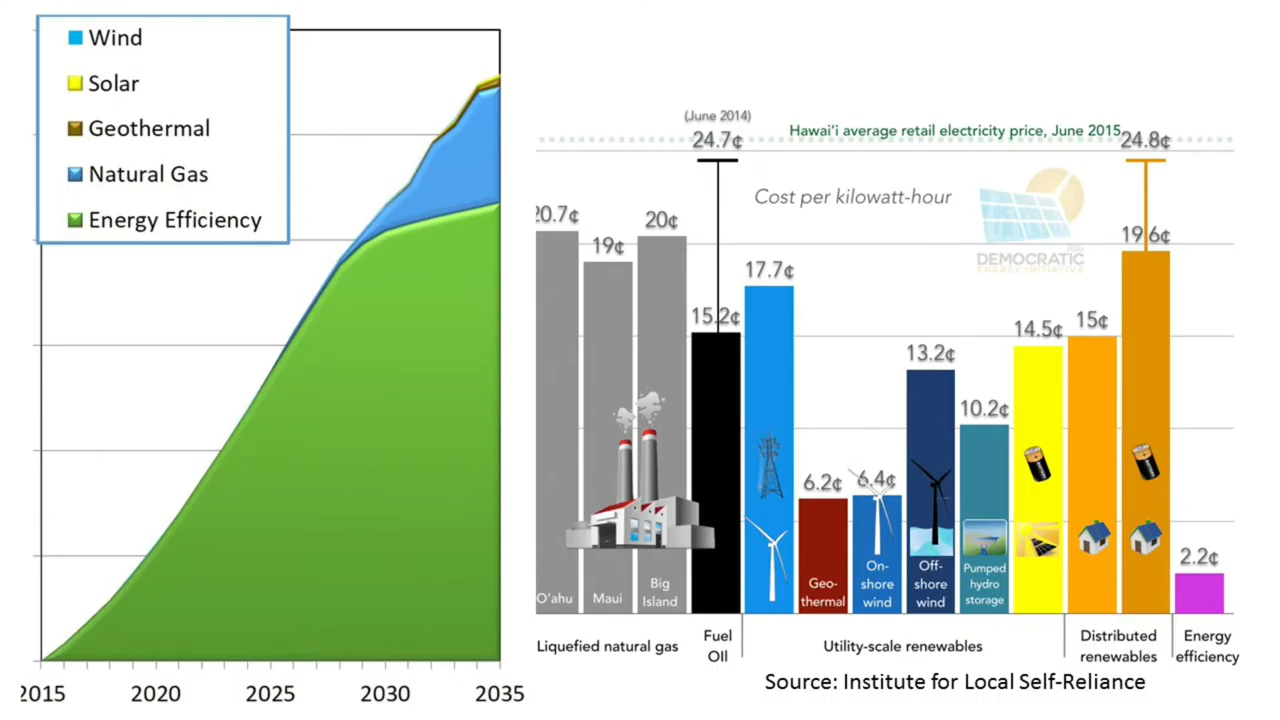 Wind
Solar
Geothermal
Natural Gas
Energy Efficiency
2015
2020
2025
2030
2035
(June 2014)
24.7¢
Hawai‘i average retail electricity price, June 2015
24.8¢
Cost per kilowatt-hour
DEMOCRATIC
ENERGY INITIATIVE
20.7¢
19¢
20¢
15.2¢
17.7¢
6.2¢
6.4¢
13.2¢
10.2¢
14.5¢
15¢
19.6¢
2.2¢
O‘ahu
Maui
Big
Island
Geo-
thermal
On-
shore
wind
Off-
shore
wind
Pumped
hydro
storage
Liquefied natural gas
Fuel
OIl
Utility-scale renewables
Distributed
renewables
Energy
efficiency
Source: Institute for Local Self-Reliance